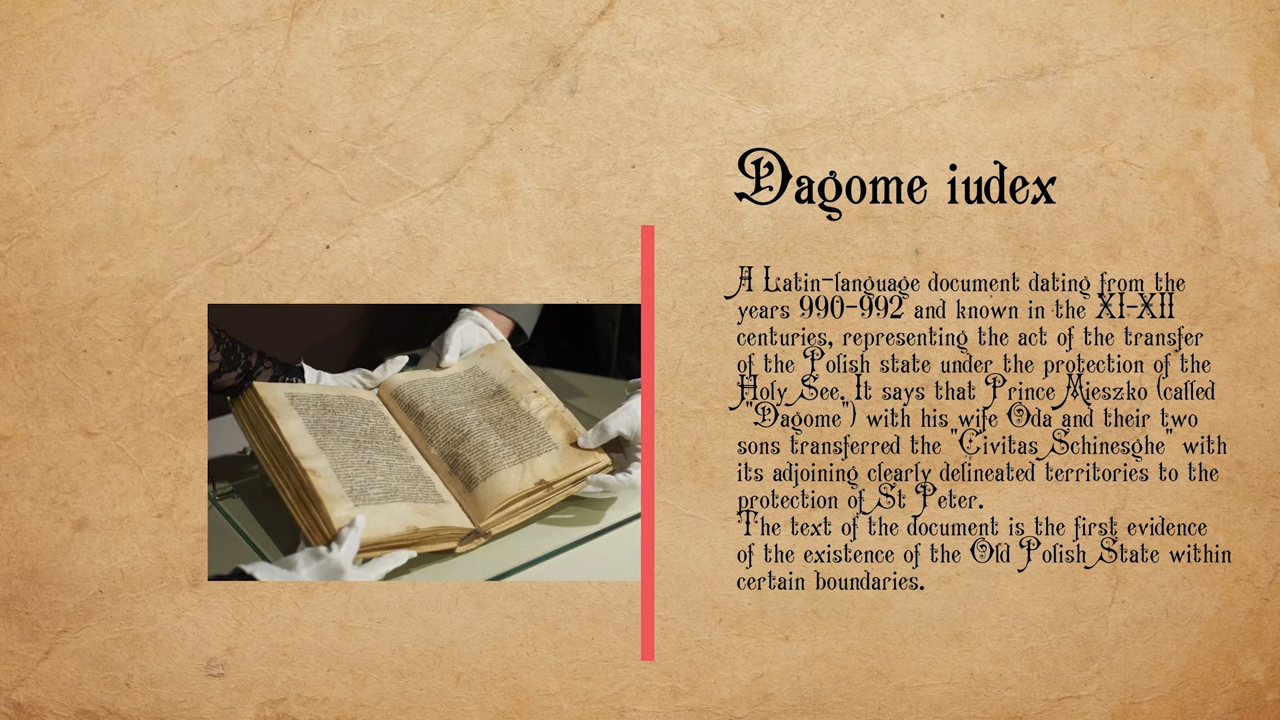 Dagome iudex
A Latin-language document dating from the
years 990-992 and known in the XI-XII
centuries, representing the act of the transfer
of the Polish state under the protection of the
Holy See. It says that Prince Mieszko (called
"Dagome") with his wife Oda and their two
sons transferred the "Civitas Schinesghe" with
its adjoining clearly delineated territories to the
protection of St Peter.
The text of the document is the first evidence
of the existence of the Old Polish State within
certain boundaries.